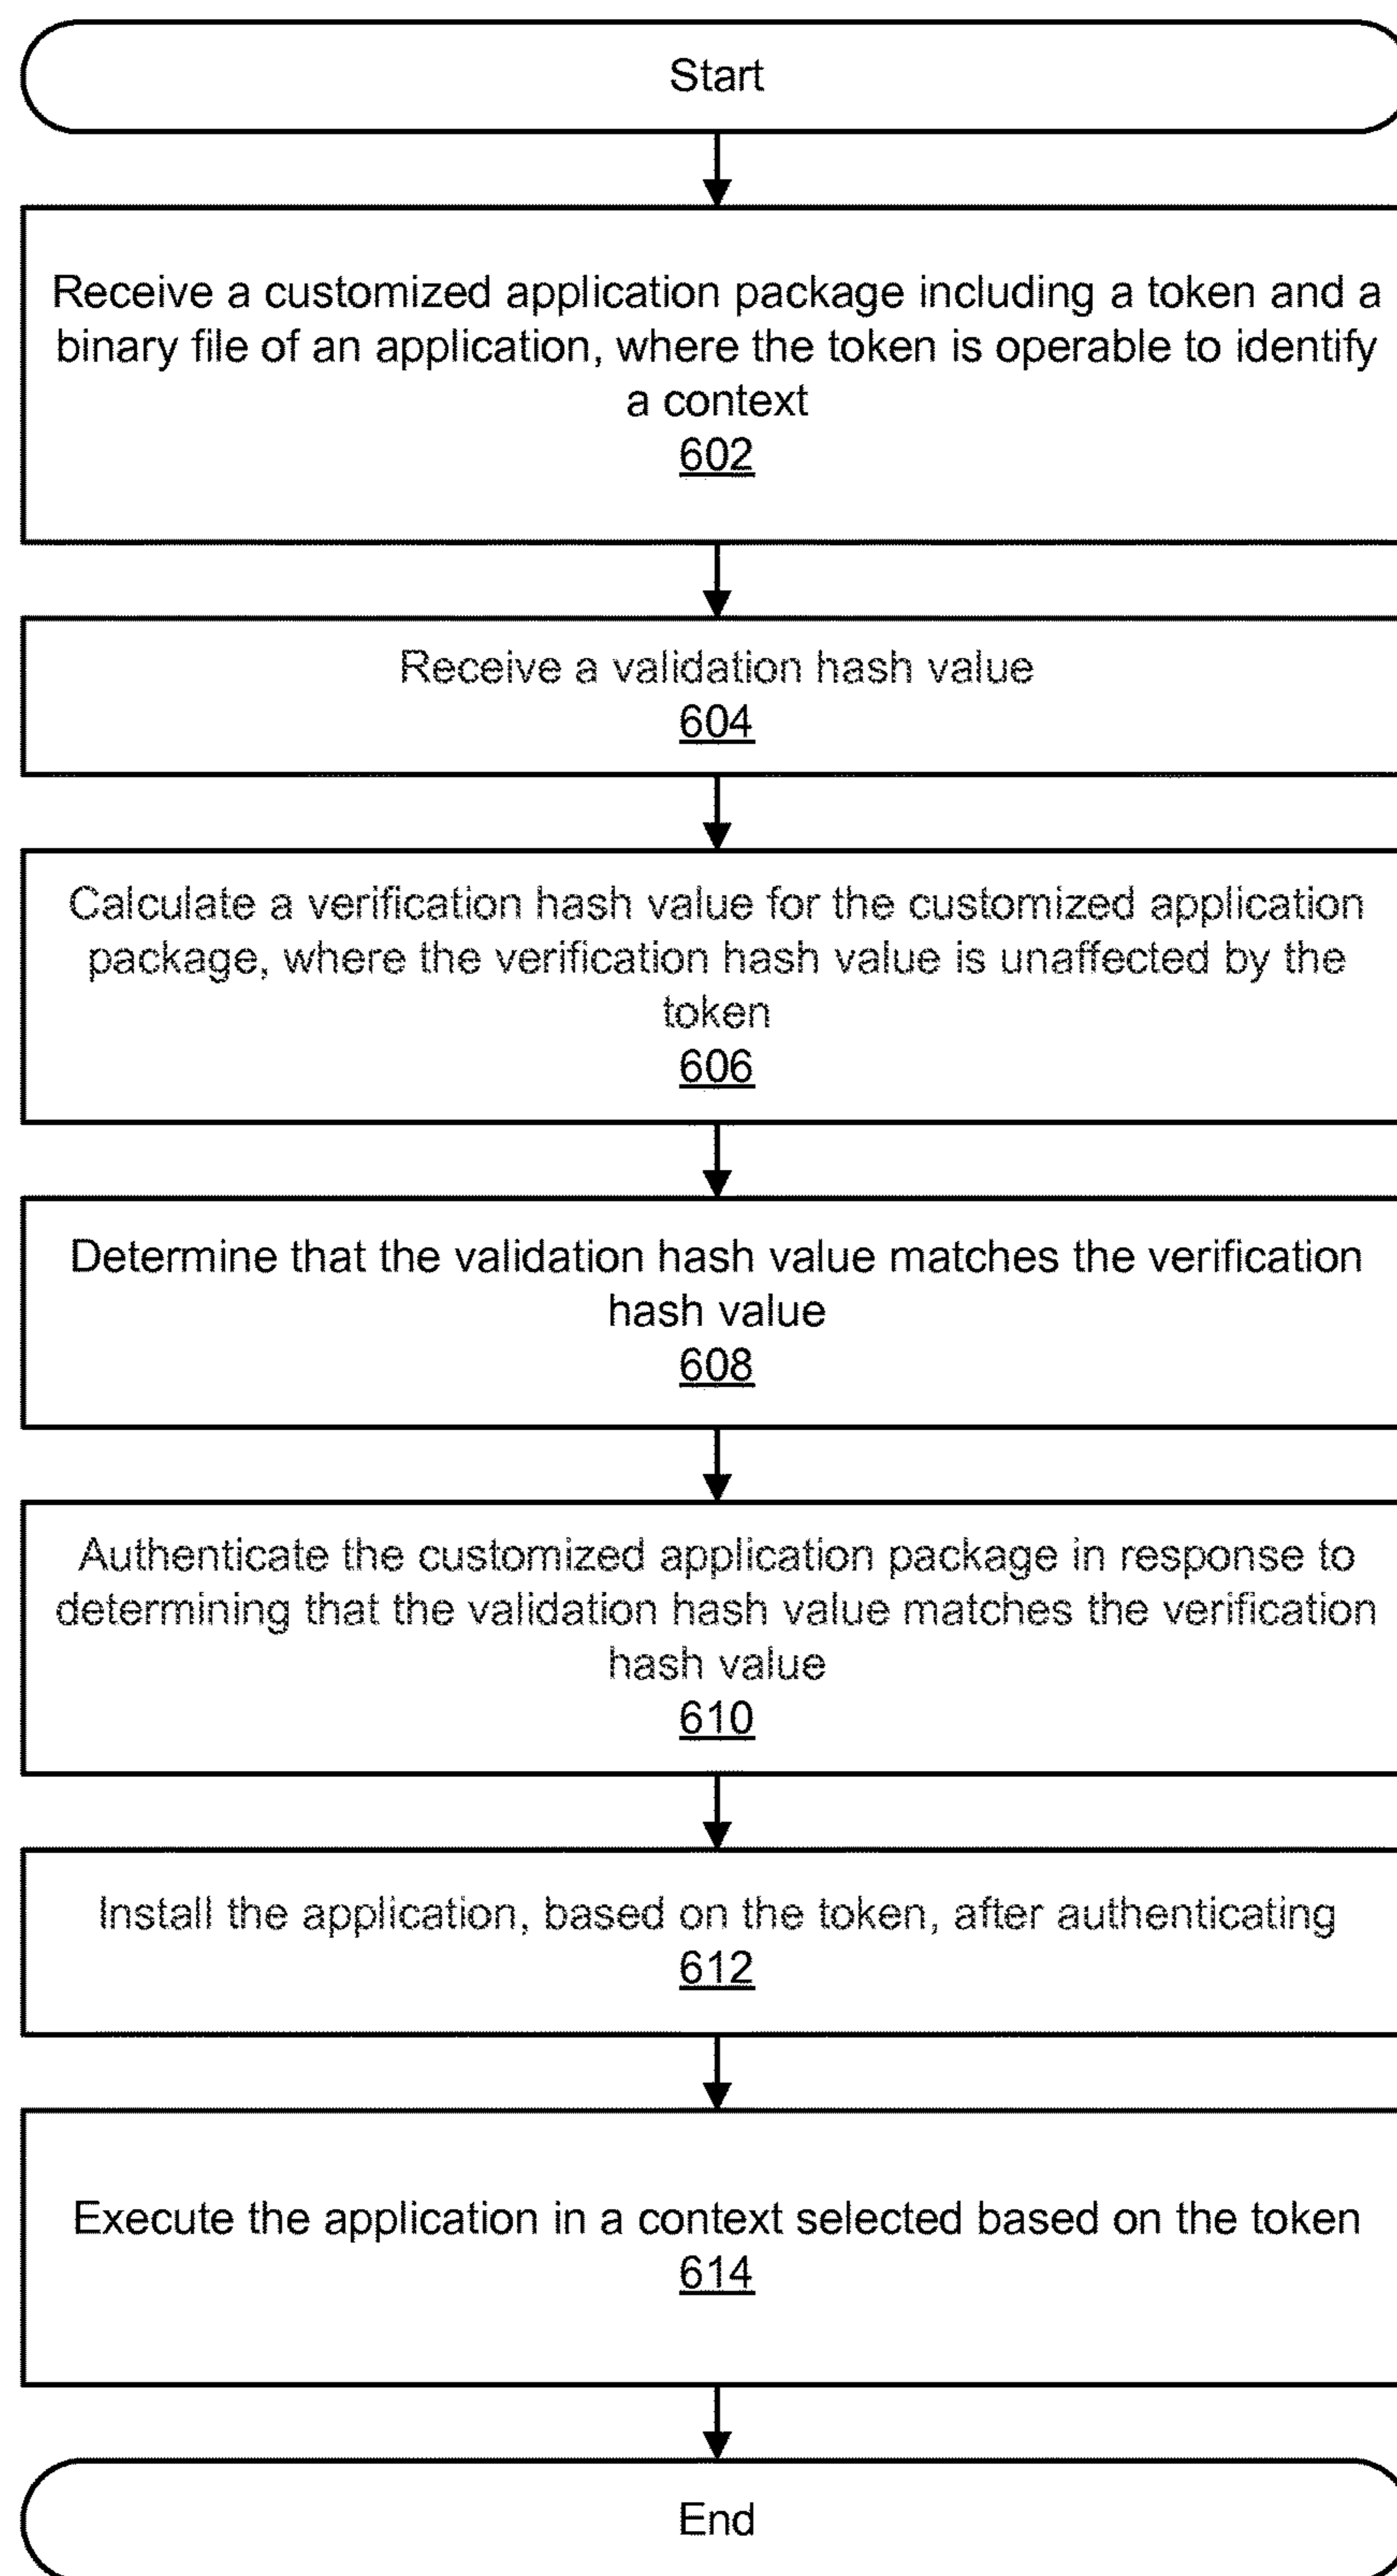 Start
Receive a customized application package including a token and a
binary file of an application, where the token is operable to identify
a context
602
Receive a validation hash value
604
Calculate a verification hash value for the customized application
package, where the verification hash value is unaffected by the
token
606
Determine that the validation hash value matches the verification
hash value
608
Authenticate the customized application package in response to
determining that the validation hash value matches the verification
hash value
610
Install the application, based on the token, after authenticating
612
Execute the application in a context selected based on the token
614
End